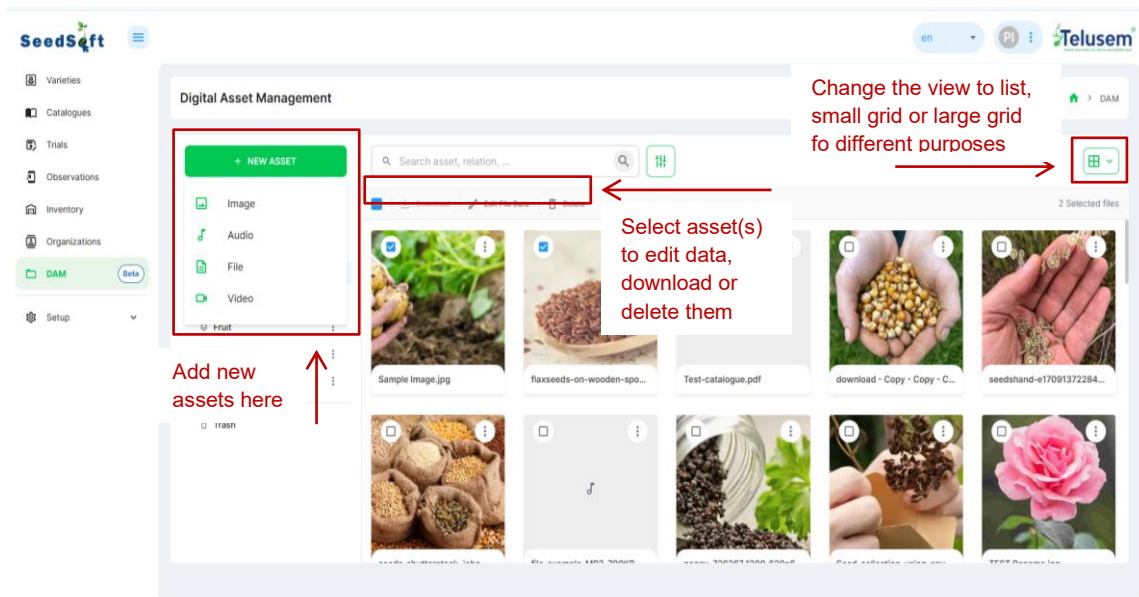 SeedSoft
en
PI
Telusem
Varieties
Catalogues
Trials
Observations
Inventory
Organizations
DAM
Beta
Setup
Digital Asset Management
> DAM
Change the view to list,
small grid or large grid
fo different purposes
+ NEW ASSET
Image
Audio
File
Video
Fruit
Trash
Add new
assets here
Search asset, relation, ...
Download
Edit File Data
Delete
2 Selected files
Select asset(s)
to edit data,
download or
delete them
Sample Image.jpg
flaxseeds-on-wooden-spo...
Test-catalogue.pdf
download - Copy - Copy - C...
seedshand-e17091372284...